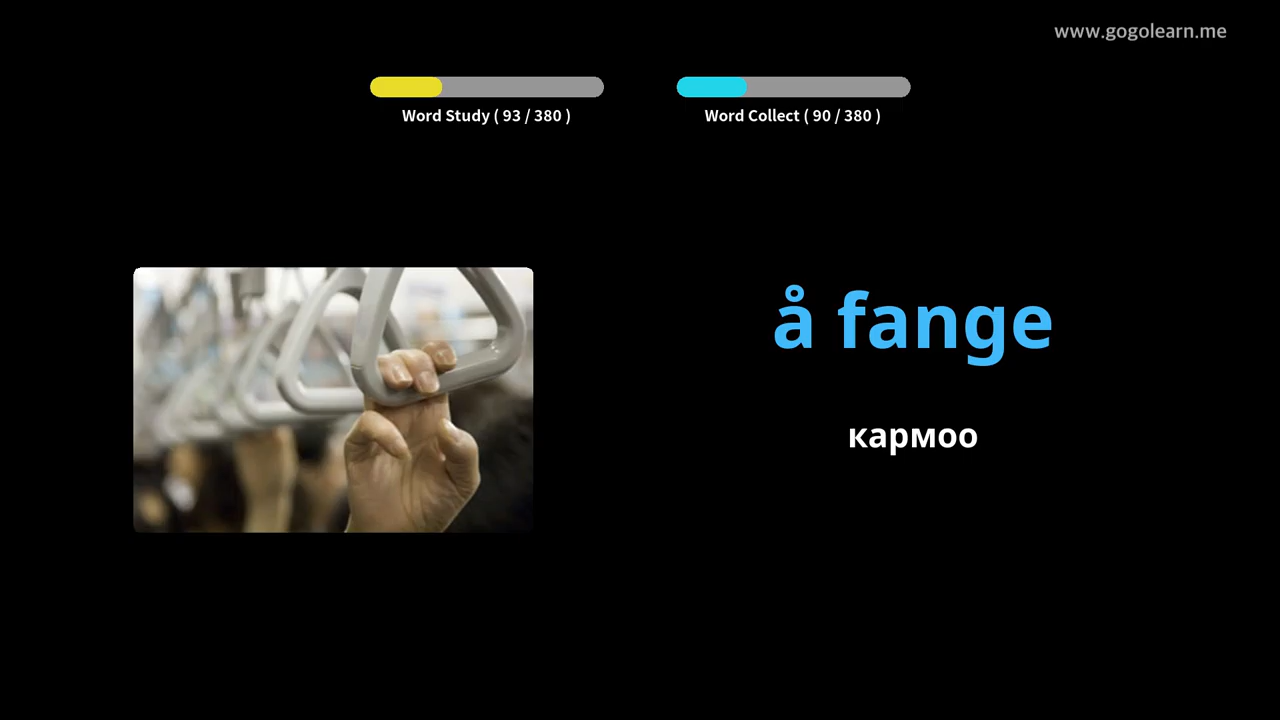 www.gogolearn.me
Word Study ( 93 / 380 )
Word Collect ( 90 / 380 )
å fange
кармоо